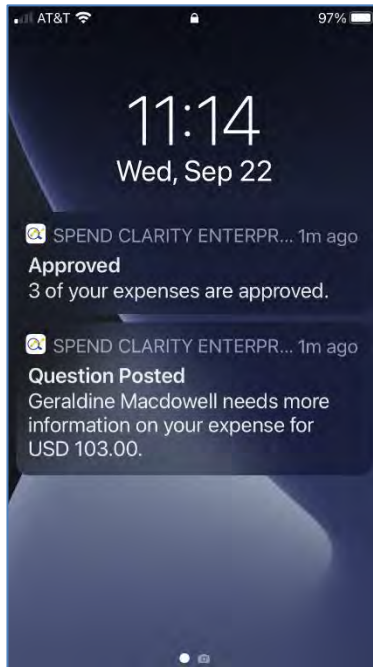 AT&T
97%
11:14
Wed, Sep 22
SPEND CLARITY ENTERPR... 1m ago
Approved
3 of your expenses are approved.
SPEND CLARITY ENTERPR... 1m ago
Question Posted
Geraldine Macdowell needs more
information on your expense for
USD 103.00.